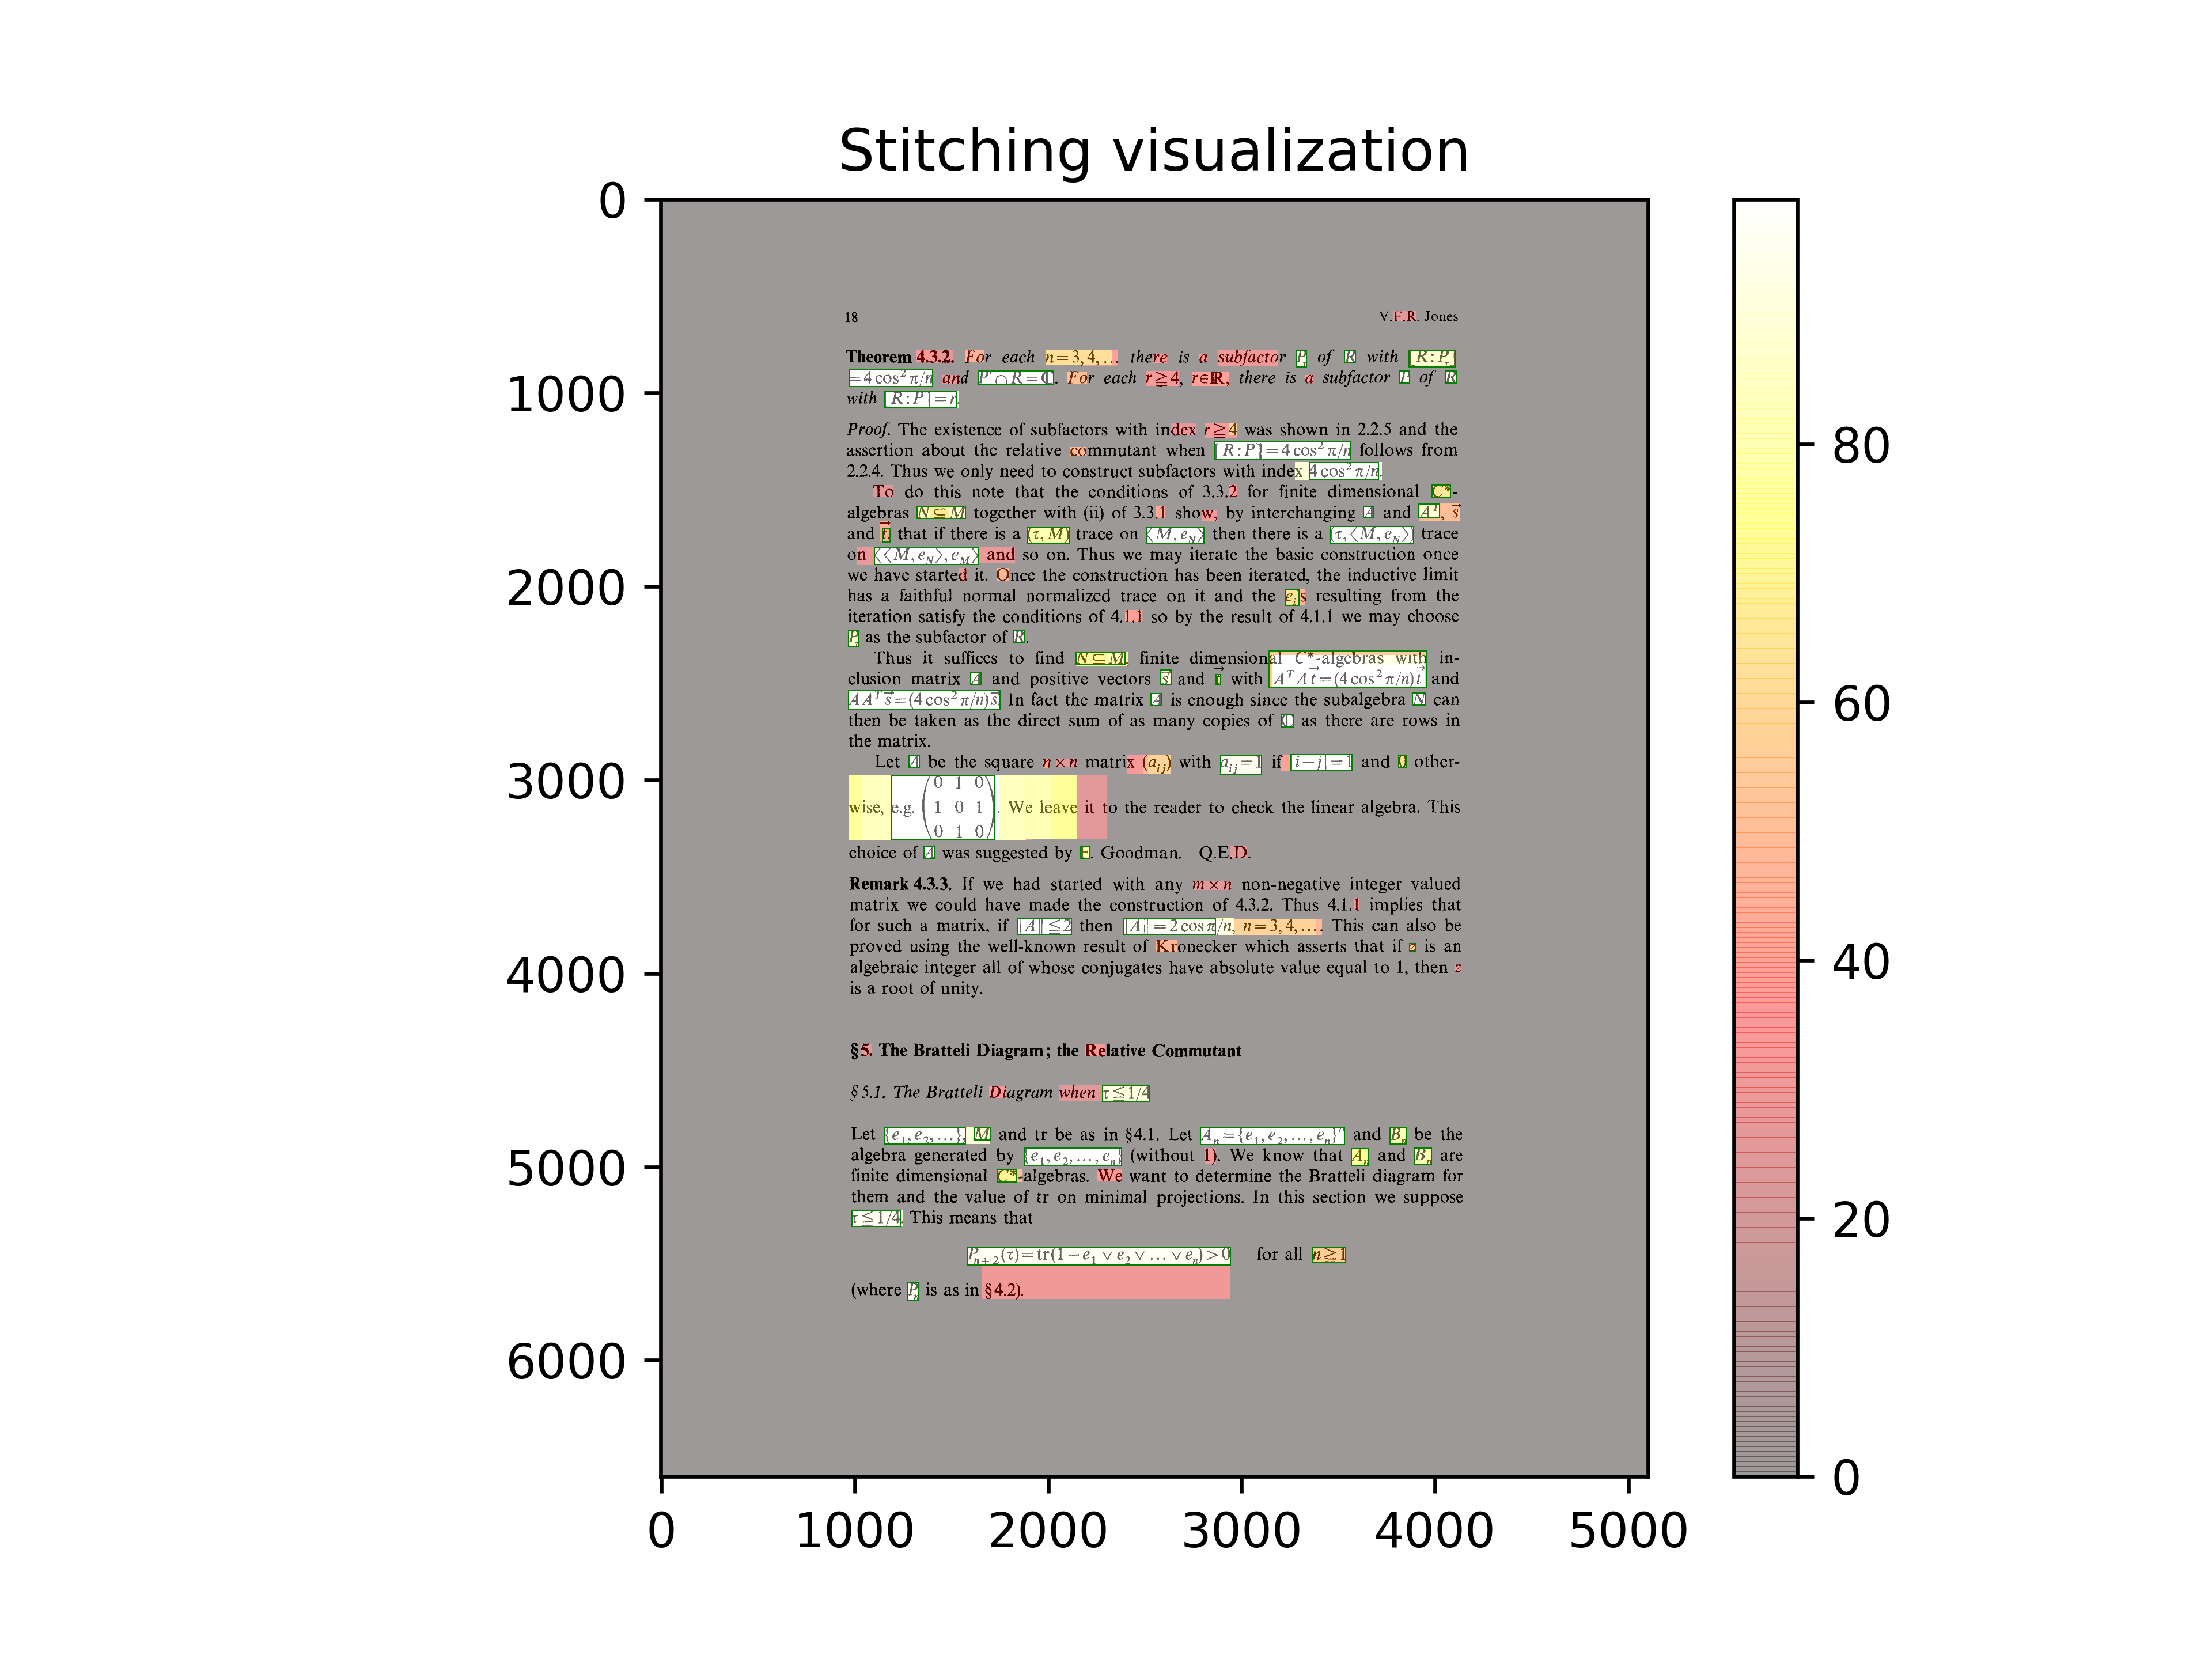 Stitching visualization
0
1000
2000
3000
4000
5000
6000
0
1000
2000
3000
4000
5000
80
60
40
20
0
18 V.F.R. Jones
Theorem 4.3.2. For each n=3,4,... there is a subfactor P_τ of R with [R:P_τ]
=4cos²π/n and P'∩R=ℂ. For each r≧4, r∈ℝ, there is a subfactor P of R
with [R:P]=r.
Proof. The existence of subfactors with index r≧4 was shown in 2.2.5 and the
assertion about the relative commutant when [R:P]=4cos²π/n follows from
2.2.4. Thus we only need to construct subfactors with index 4cos²π/n.
To do this note that the conditions of 3.3.2 for finite dimensional C*-
algebras N⊆M together with (ii) of 3.3.1 show, by interchanging Λ and Λ^T, s⃗
and t⃗, that if there is a (τ,M) trace on ⟨M,e_N⟩ then there is a (τ,⟨M,e_N⟩) trace
on ⟨⟨M,e_N⟩,e_M⟩ and so on. Thus we may iterate the basic construction once
we have started it. Once the construction has been iterated, the inductive limit
has a faithful normal normalized trace on it and the e_i's resulting from the
iteration satisfy the conditions of 4.1.1 so by the result of 4.1.1 we may choose
P_τ as the subfactor of R.
Thus it suffices to find N⊆M, finite dimensional C*-algebras with in-
clusion matrix Λ and positive vectors s⃗ and t⃗ with Λ^TΛt⃗=(4cos²π/n)t⃗ and
ΛΛ^Ts⃗=(4cos²π/n)s⃗. In fact the matrix Λ is enough since the subalgebra N can
then be taken as the direct sum of as many copies of ℂ as there are rows in
the matrix.
Let Λ be the square n×n matrix (a_ij) with a_ij=1 if |i−j|=1 and 0 other-
0 1 0
wise, e.g. 1 0 1. We leave it to the reader to check the linear algebra. This
0 1 0
choice of Λ was suggested by F. Goodman. Q.E.D.
Remark 4.3.3. If we had started with any m×n non-negative integer valued
matrix we could have made the construction of 4.3.2. Thus 4.1.1 implies that
for such a matrix, if ‖Λ‖≦2 then ‖Λ‖=2cosπ/n, n=3,4,.... This can also be
proved using the well-known result of Kronecker which asserts that if z is an
algebraic integer all of whose conjugates have absolute value equal to 1, then z
is a root of unity.
§5. The Bratteli Diagram; the Relative Commutant
§5.1. The Bratteli Diagram when τ≦1/4
Let {e_1,e_2,...}, M and tr be as in §4.1. Let A_n={e_1,e_2,...,e_n}'' and B_n be the
algebra generated by {e_1,e_2,...,e_n} (without 1). We know that A_n and B_n are
finite dimensional C*-algebras. We want to determine the Bratteli diagram for
them and the value of tr on minimal projections. In this section we suppose
τ≦1/4. This means that
P_{n+2}(τ)=tr(1−e_1∨e_2∨...∨e_n)>0 for all n≧1
(where P_n is as in §4.2).